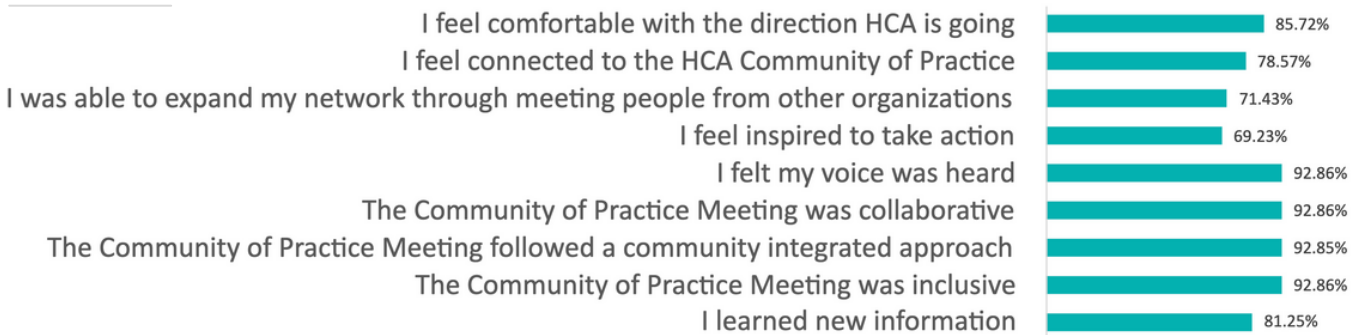 I feel comfortable with the direction HCA is going 85.72%
I feel connected to the HCA Community of Practice 78.57%
I was able to expand my network through meeting people from other organizations 71.43%
I feel inspired to take action 69.23%
I felt my voice was heard 92.86%
The Community of Practice Meeting was collaborative 92.86%
The Community of Practice Meeting followed a community integrated approach 92.85%
The Community of Practice Meeting was inclusive 92.86%
I learned new information 81.25%